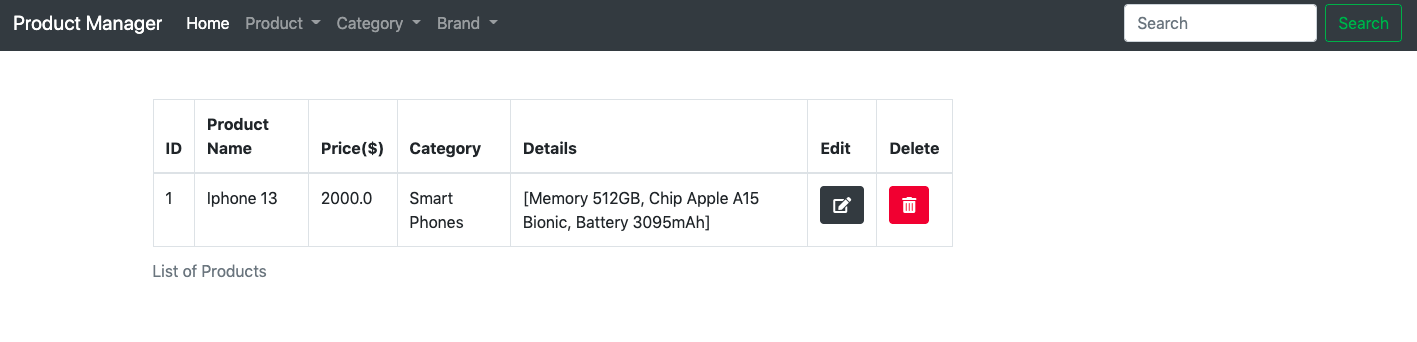 Product Manager Home Product Category Brand Search Search
ID Product Name Price($) Category Details Edit Delete
1 Iphone 13 2000.0 Smart Phones [Memory 512GB, Chip Apple A15 Bionic, Battery 3095mAh]
List of Products